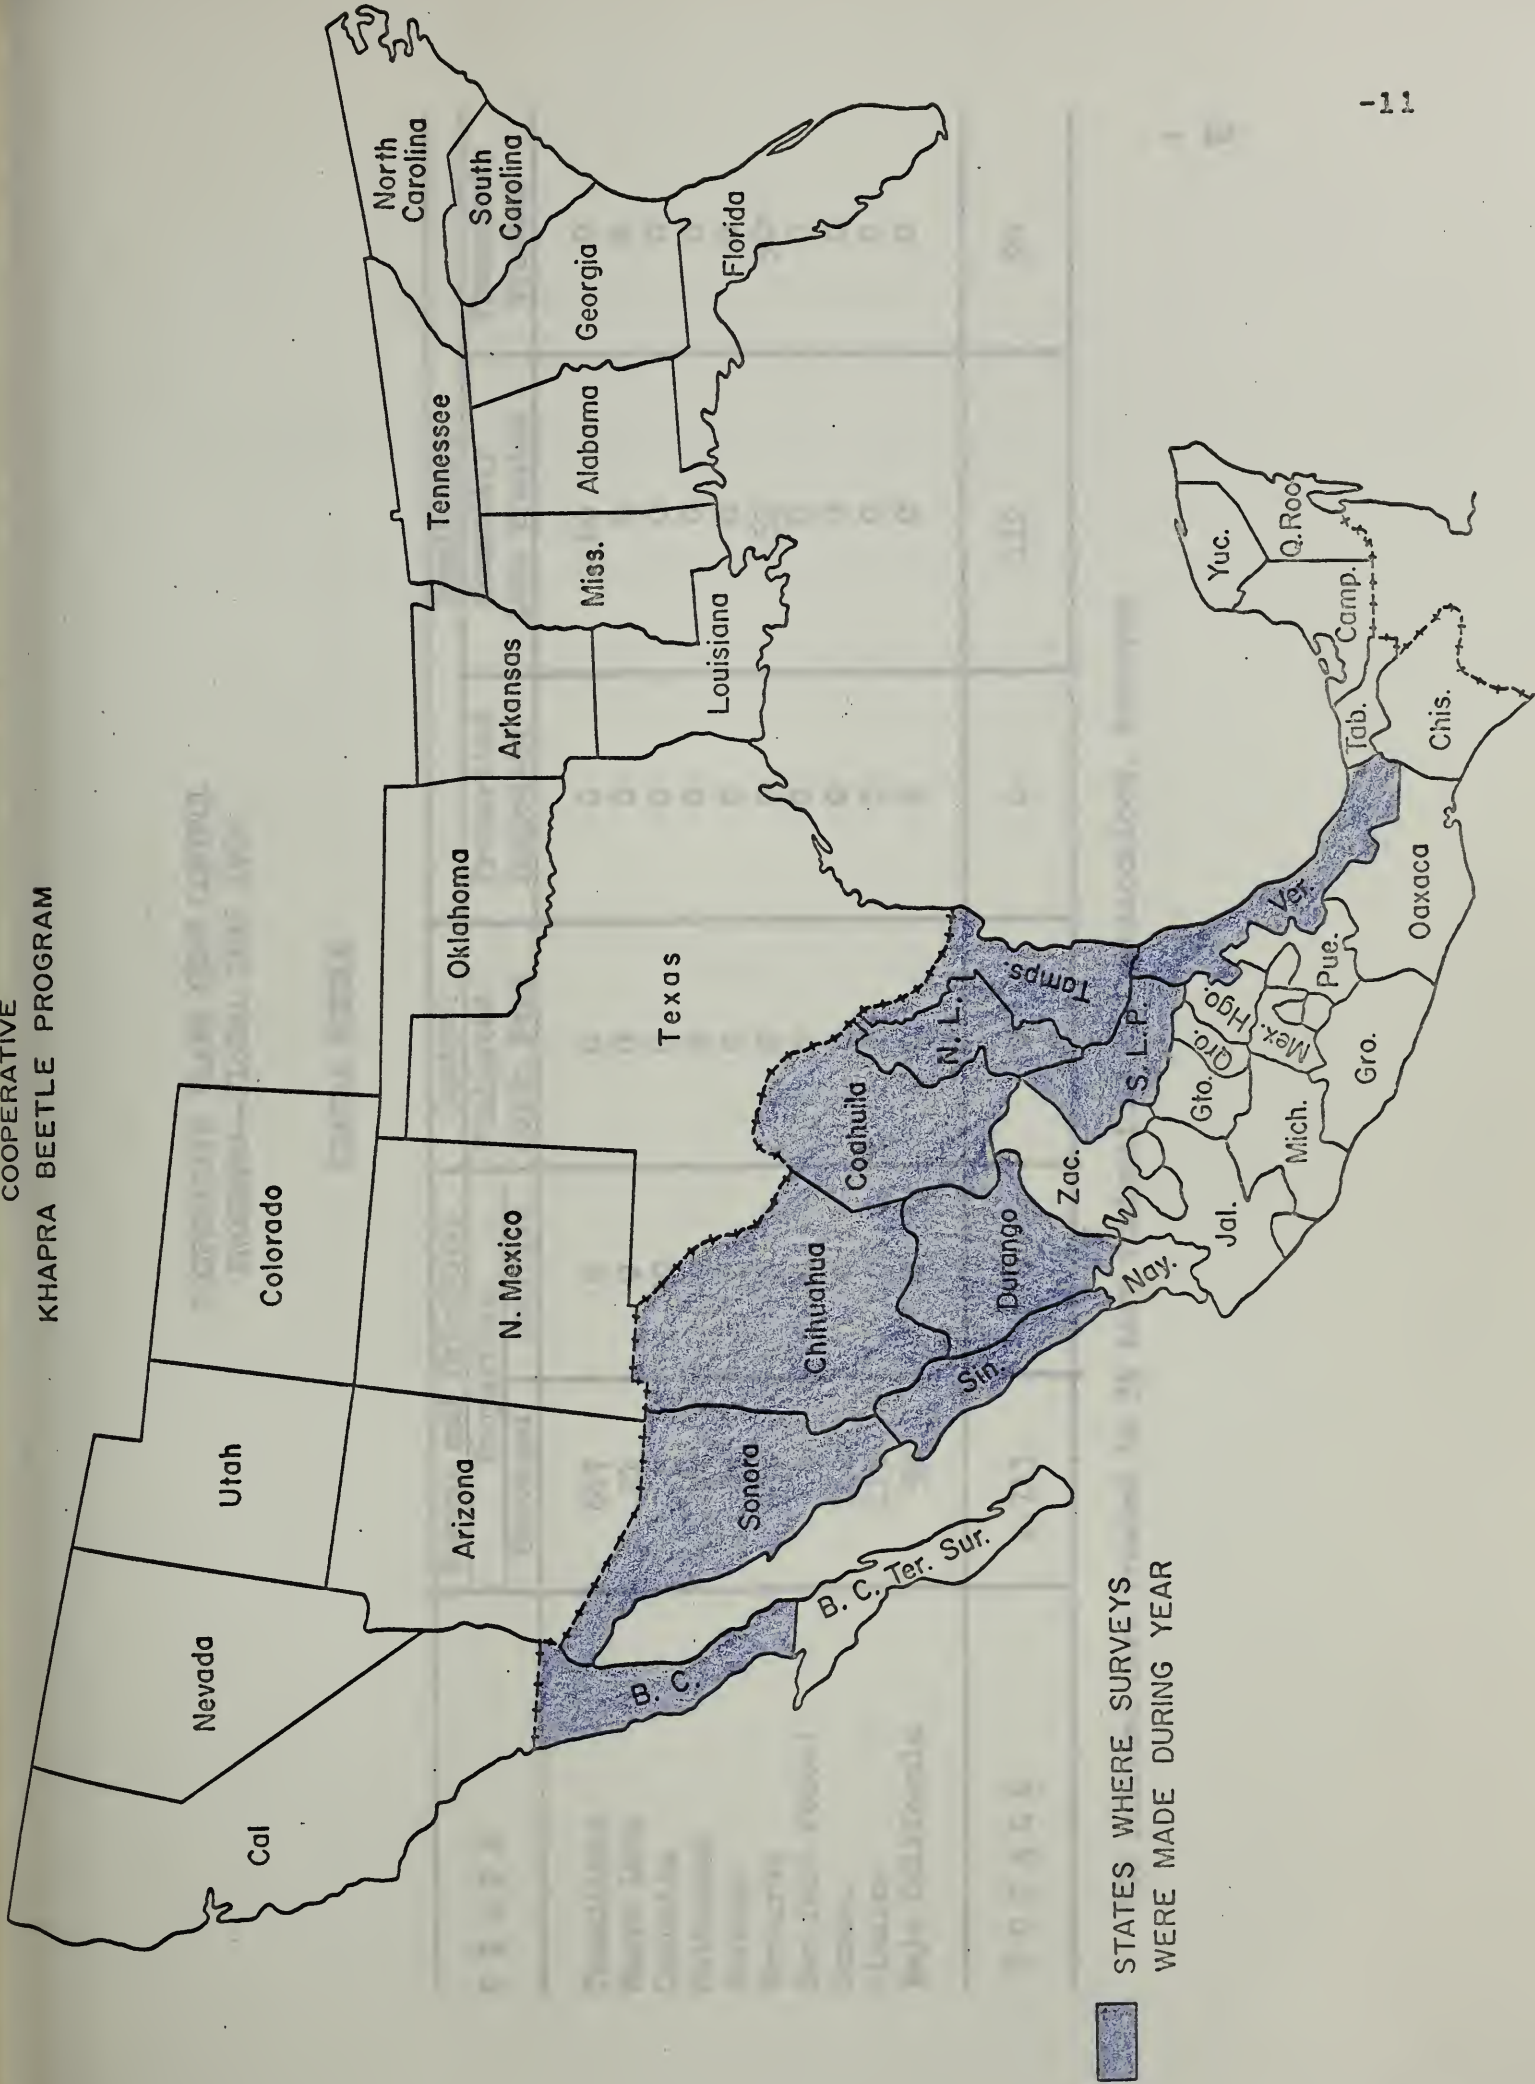 COOPERATIVE
KHAPRA BEETLE PROGRAM
Cal
Nevada
Utah
Colorado
Arizona
N. Mexico
Oklahoma
Texas
Arkansas
Louisiana
Tennessee
Miss.
Alabama
Georgia
North
Carolina
South
Carolina
Florida
B. C.
B. C. Ter. Sur.
Sonora
Chihuahua
Coahuila
N. L.
Tamps.
Sin.
Durango
Zac.
S. L. P.
Nay.
Jal.
Gto.
Qro.
Hgo.
Mex.
Mich.
Pue.
Ver.
Gro.
Oaxaca
Tab.
Chis.
Camp.
Yuc.
Q.Roo
STATES WHERE SURVEYS
WERE MADE DURING YEAR
-11